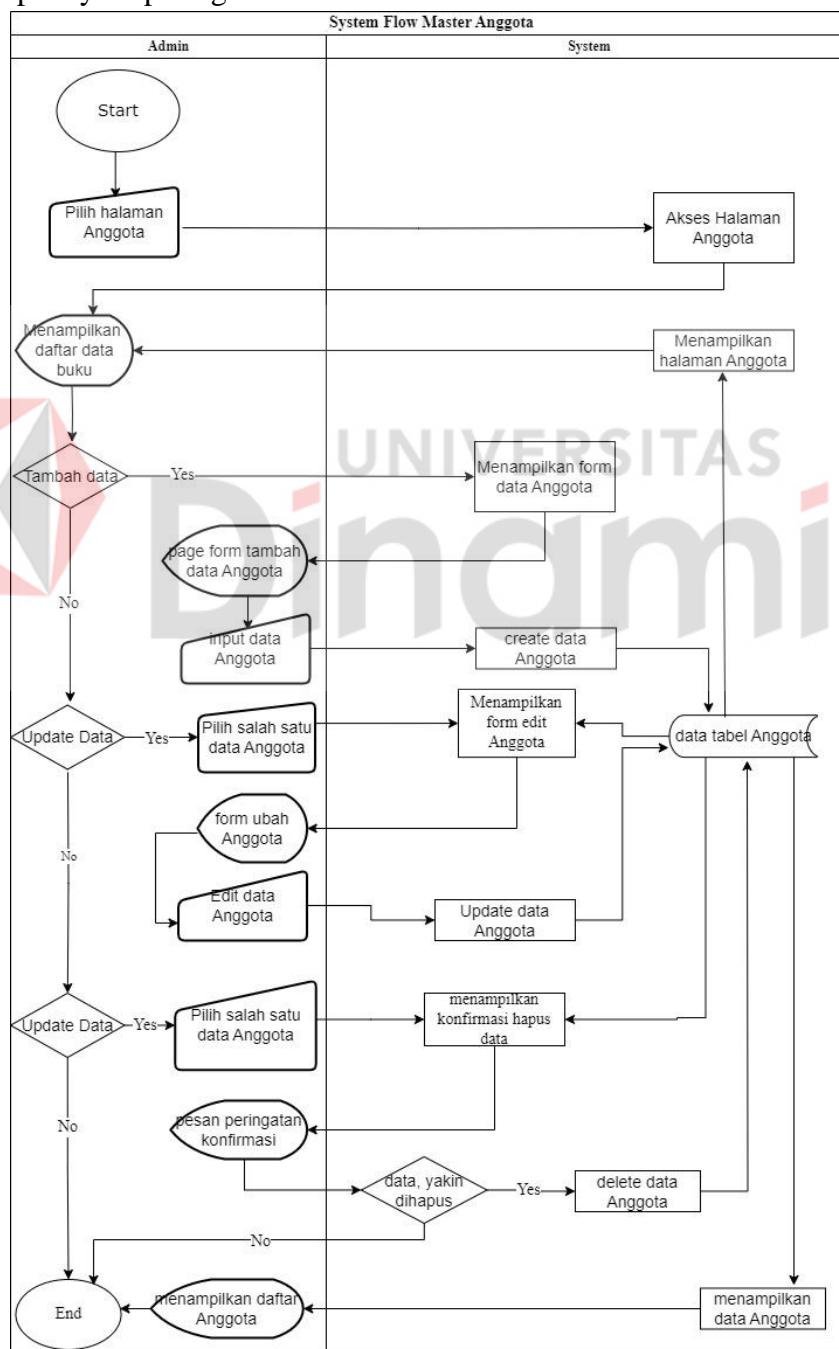 System Flow Master Anggota
Admin
System
Start
Pilih halaman
Anggota
Akses Halaman
Anggota
Menampilkan
daftar data
buku
Menampilkan
halaman Anggota
UNIVERSITAS
Dinami
Tambah data
Yes
Menampilkan form
data Anggota
page form tambah
data Anggota
No
input data
Anggota
create data
Anggota
Update Data
Yes
Pilih salah satu
data Anggota
Menampilkan
form edit
Anggota
data tabel Anggota
form ubah
Anggota
No
Edit data
Anggota
Update data
Anggota
Update Data
Yes
Pilih salah satu
data Anggota
menampilkan
konfirmasi hapus
data
No
pesan peringatan
konfirmasi
data, yakin
dihapus
Yes
delete data
Anggota
No
End
menampilkan daftar
Anggota
menampilkan
data Anggota